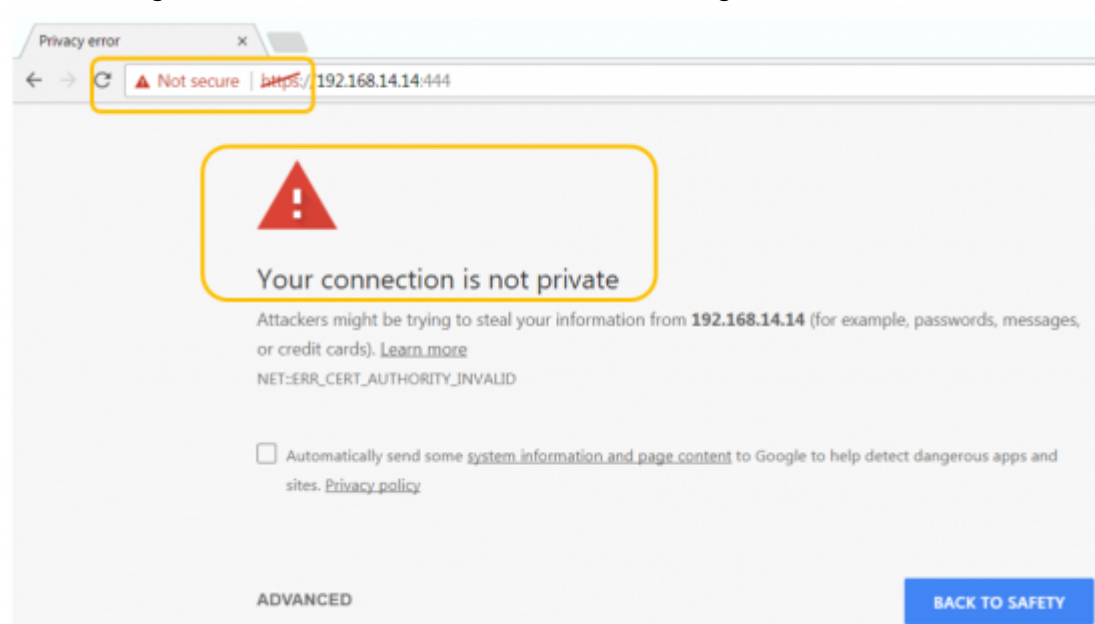 Privacy error
Not secure | https://192.168.14.14:444
Your connection is not private
Attackers might be trying to steal your information from 192.168.14.14 (for example, passwords, messages,
or credit cards). Learn more
NET::ERR_CERT_AUTHORITY_INVALID
Automatically send some system information and page content to Google to help detect dangerous apps and
sites. Privacy policy
ADVANCED
BACK TO SAFETY